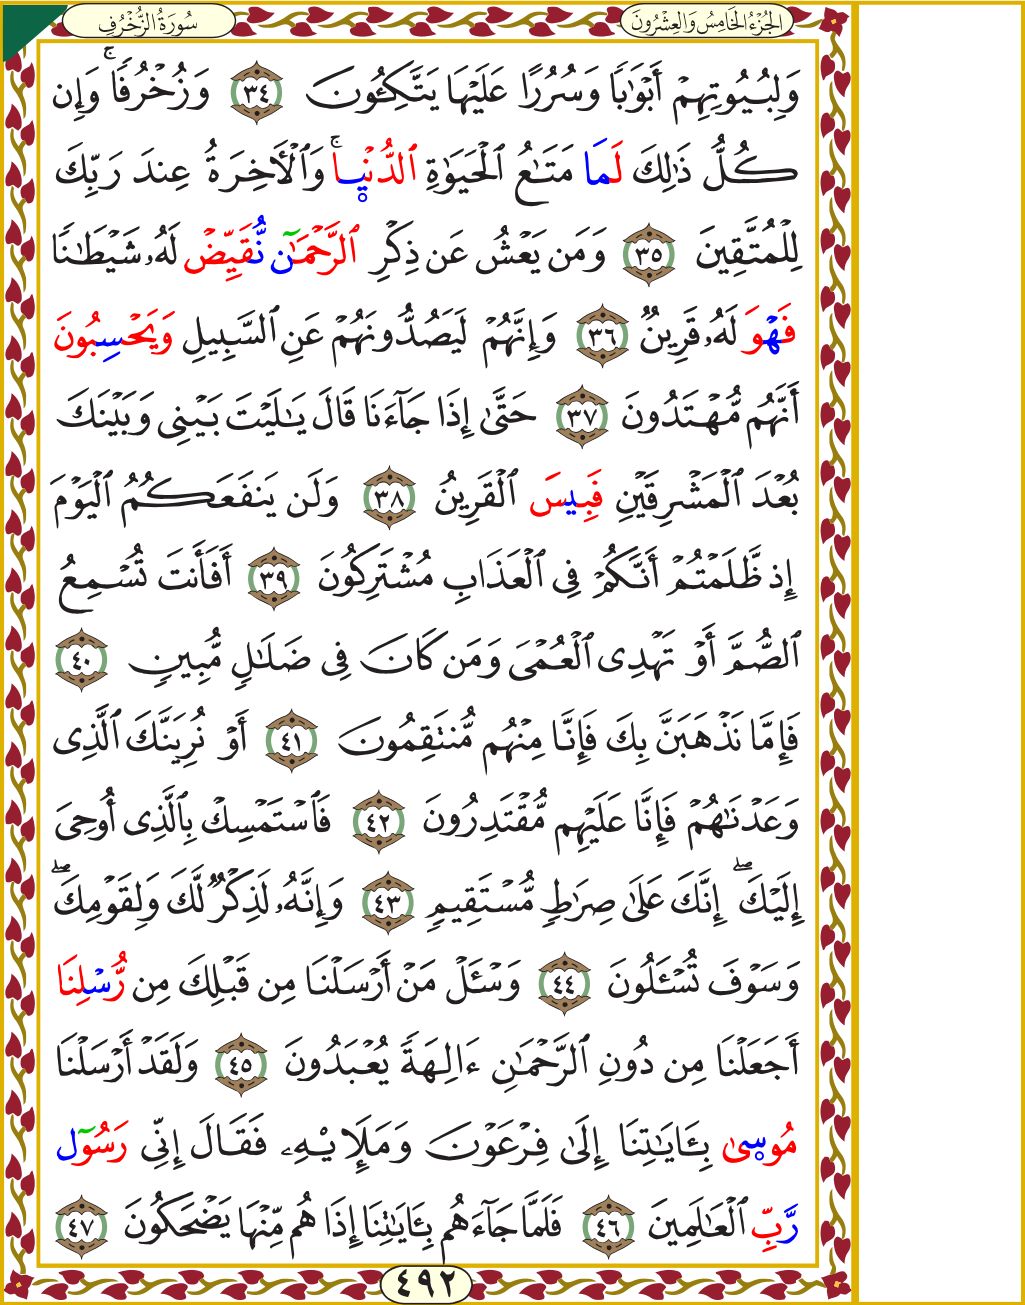 سُورَةُ الزُّخْرُفِ
الجُزْءُ الخَامِسُ وَالعِشْرُونَ
وَلِبُيُوتِهِمْ أَبْوَٰبًا وَسُرُرًا عَلَيْهَا يَتَّكِـُٔونَ ٣٤ وَزُخْرُفًا ۚ وَإِن
كُلُّ ذَٰلِكَ لَمَا مَتَـٰعُ ٱلْحَيَوٰةِ ٱلدُّنْيٜا ۚ وَٱلْأَخِرَةُ عِندَ رَبِّكَ
لِلْمُتَّقِينَ ٣٥ وَمَن يَعْشُ عَن ذِكْرِ ٱلرَّحْمَـٰٓن نُّقَيِّضْ لَهُۥ شَيْطَـٰنًا
فَهْوَ لَهُۥ قَرِينٌ ٣٦ وَإِنَّهُمْ لَيَصُدُّونَهُمْ عَنِ ٱلسَّبِيلِ وَيَحْسِبُونَ
أَنَّهُم مُّهْتَدُونَ ٣٧ حَتَّىٰ إِذَا جَآءَنَا قَالَ يَـٰلَيْتَ بَيْنِى وَبَيْنَكَ
بُعْدَ ٱلْمَشْرِقَيْنِ فَبِيسَ ٱلْقَرِينُ ٣٨ وَلَن يَنفَعَكُمُ ٱلْيَوْمَ
إِذ ظَّلَمْتُمْ أَنَّكُمْ فِى ٱلْعَذَابِ مُشْتَرِكُونَ ٣٩ أَفَأَنتَ تُسْمِعُ
ٱلصُّمَّ أَوْ تَهْدِى ٱلْعُمْىَ وَمَن كَانَ فِى ضَلَـٰلٍ مُّبِينٍ ٤٠
فَإِمَّا نَذْهَبَنَّ بِكَ فَإِنَّا مِنْهُم مُّنتَقِمُونَ ٤١ أَوْ نُرِيَنَّكَ ٱلَّذِى
وَعَدْنَـٰهُمْ فَإِنَّا عَلَيْهِم مُّقْتَدِرُونَ ٤٢ فَٱسْتَمْسِكْ بِٱلَّذِى أُوحِىَ
إِلَيْكَ ۖ إِنَّكَ عَلَىٰ صِرَٰطٍ مُّسْتَقِيمٍ ٤٣ وَإِنَّهُۥ لَذِكْرٌ لَّكَ وَلِقَوْمِكَ ۖ
وَسَوْفَ تُسْـَٔلُونَ ٤٤ وَسْـَٔلْ مَنْ أَرْسَلْنَا مِن قَبْلِكَ مِن رُّسْلِنَا
أَجَعَلْنَا مِن دُونِ ٱلرَّحْمَـٰنِ ءَالِهَةً يُعْبَدُونَ ٤٥ وَلَقَدْ أَرْسَلْنَا
مُوسٜىٰ بِـَٔايَـٰتِنَا إِلَىٰ فِرْعَوْنَ وَمَلَإِيْهِۦ فَقَالَ إِنِّى رَسُوٓل
رَّبِّ ٱلْعَـٰلَمِينَ ٤٦ فَلَمَّا جَآءَهُم بِـَٔايَـٰتِنَا إِذَا هُم مِّنْهَا يَضْحَكُونَ ٤٧
٤٩٢